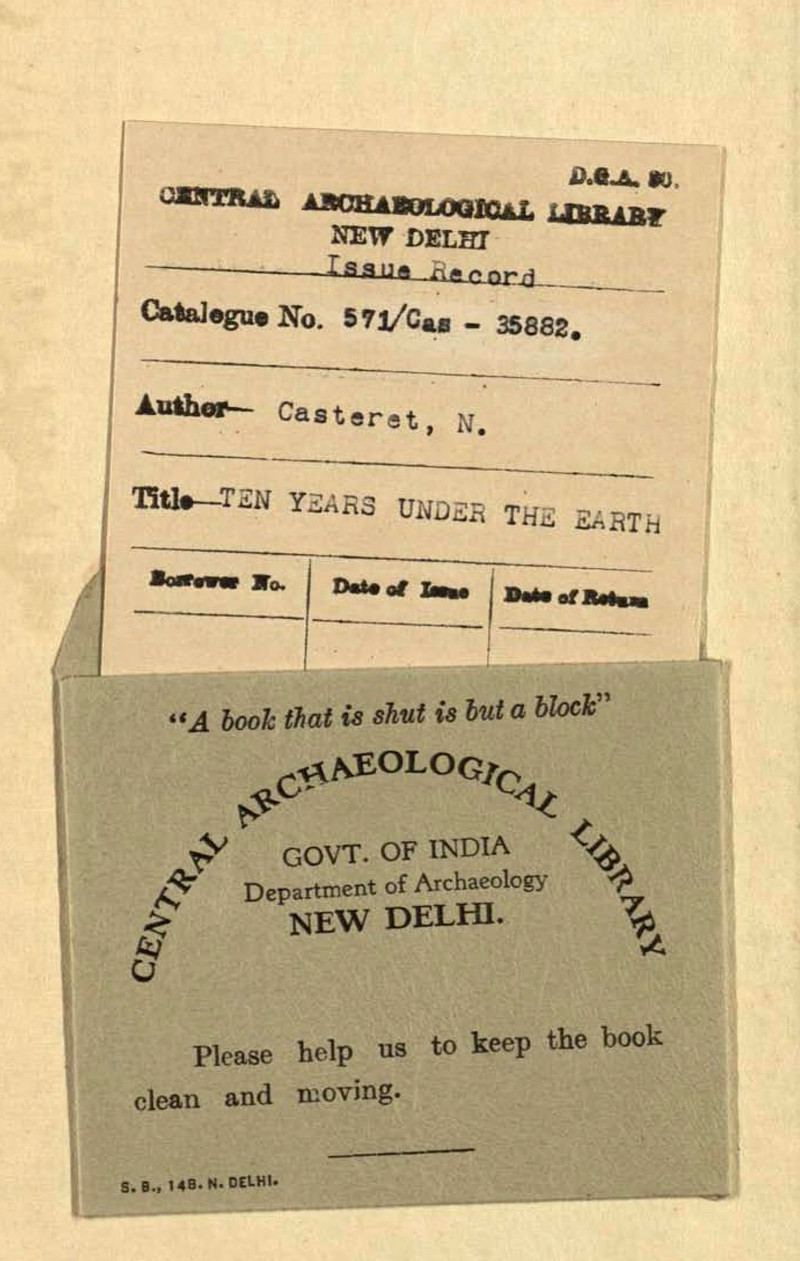 D.G.A. 80.
CENTRAL ARCHAEOLOGICAL LIBRARY
NEW DELHI
Issue Record
Catalogue No. 571/Cas - 35882.
Author— Casteret, N.
Title—TEN YEARS UNDER THE EARTH
Borrower No. Date of Issue Date of Return
"A book that is shut is but a block"
CENTRAL ARCHAEOLOGICAL LIBRARY
GOVT. OF INDIA
Department of Archaeology
NEW DELHI.
Please help us to keep the book
clean and moving.
S. B., 148. N. DELHI.